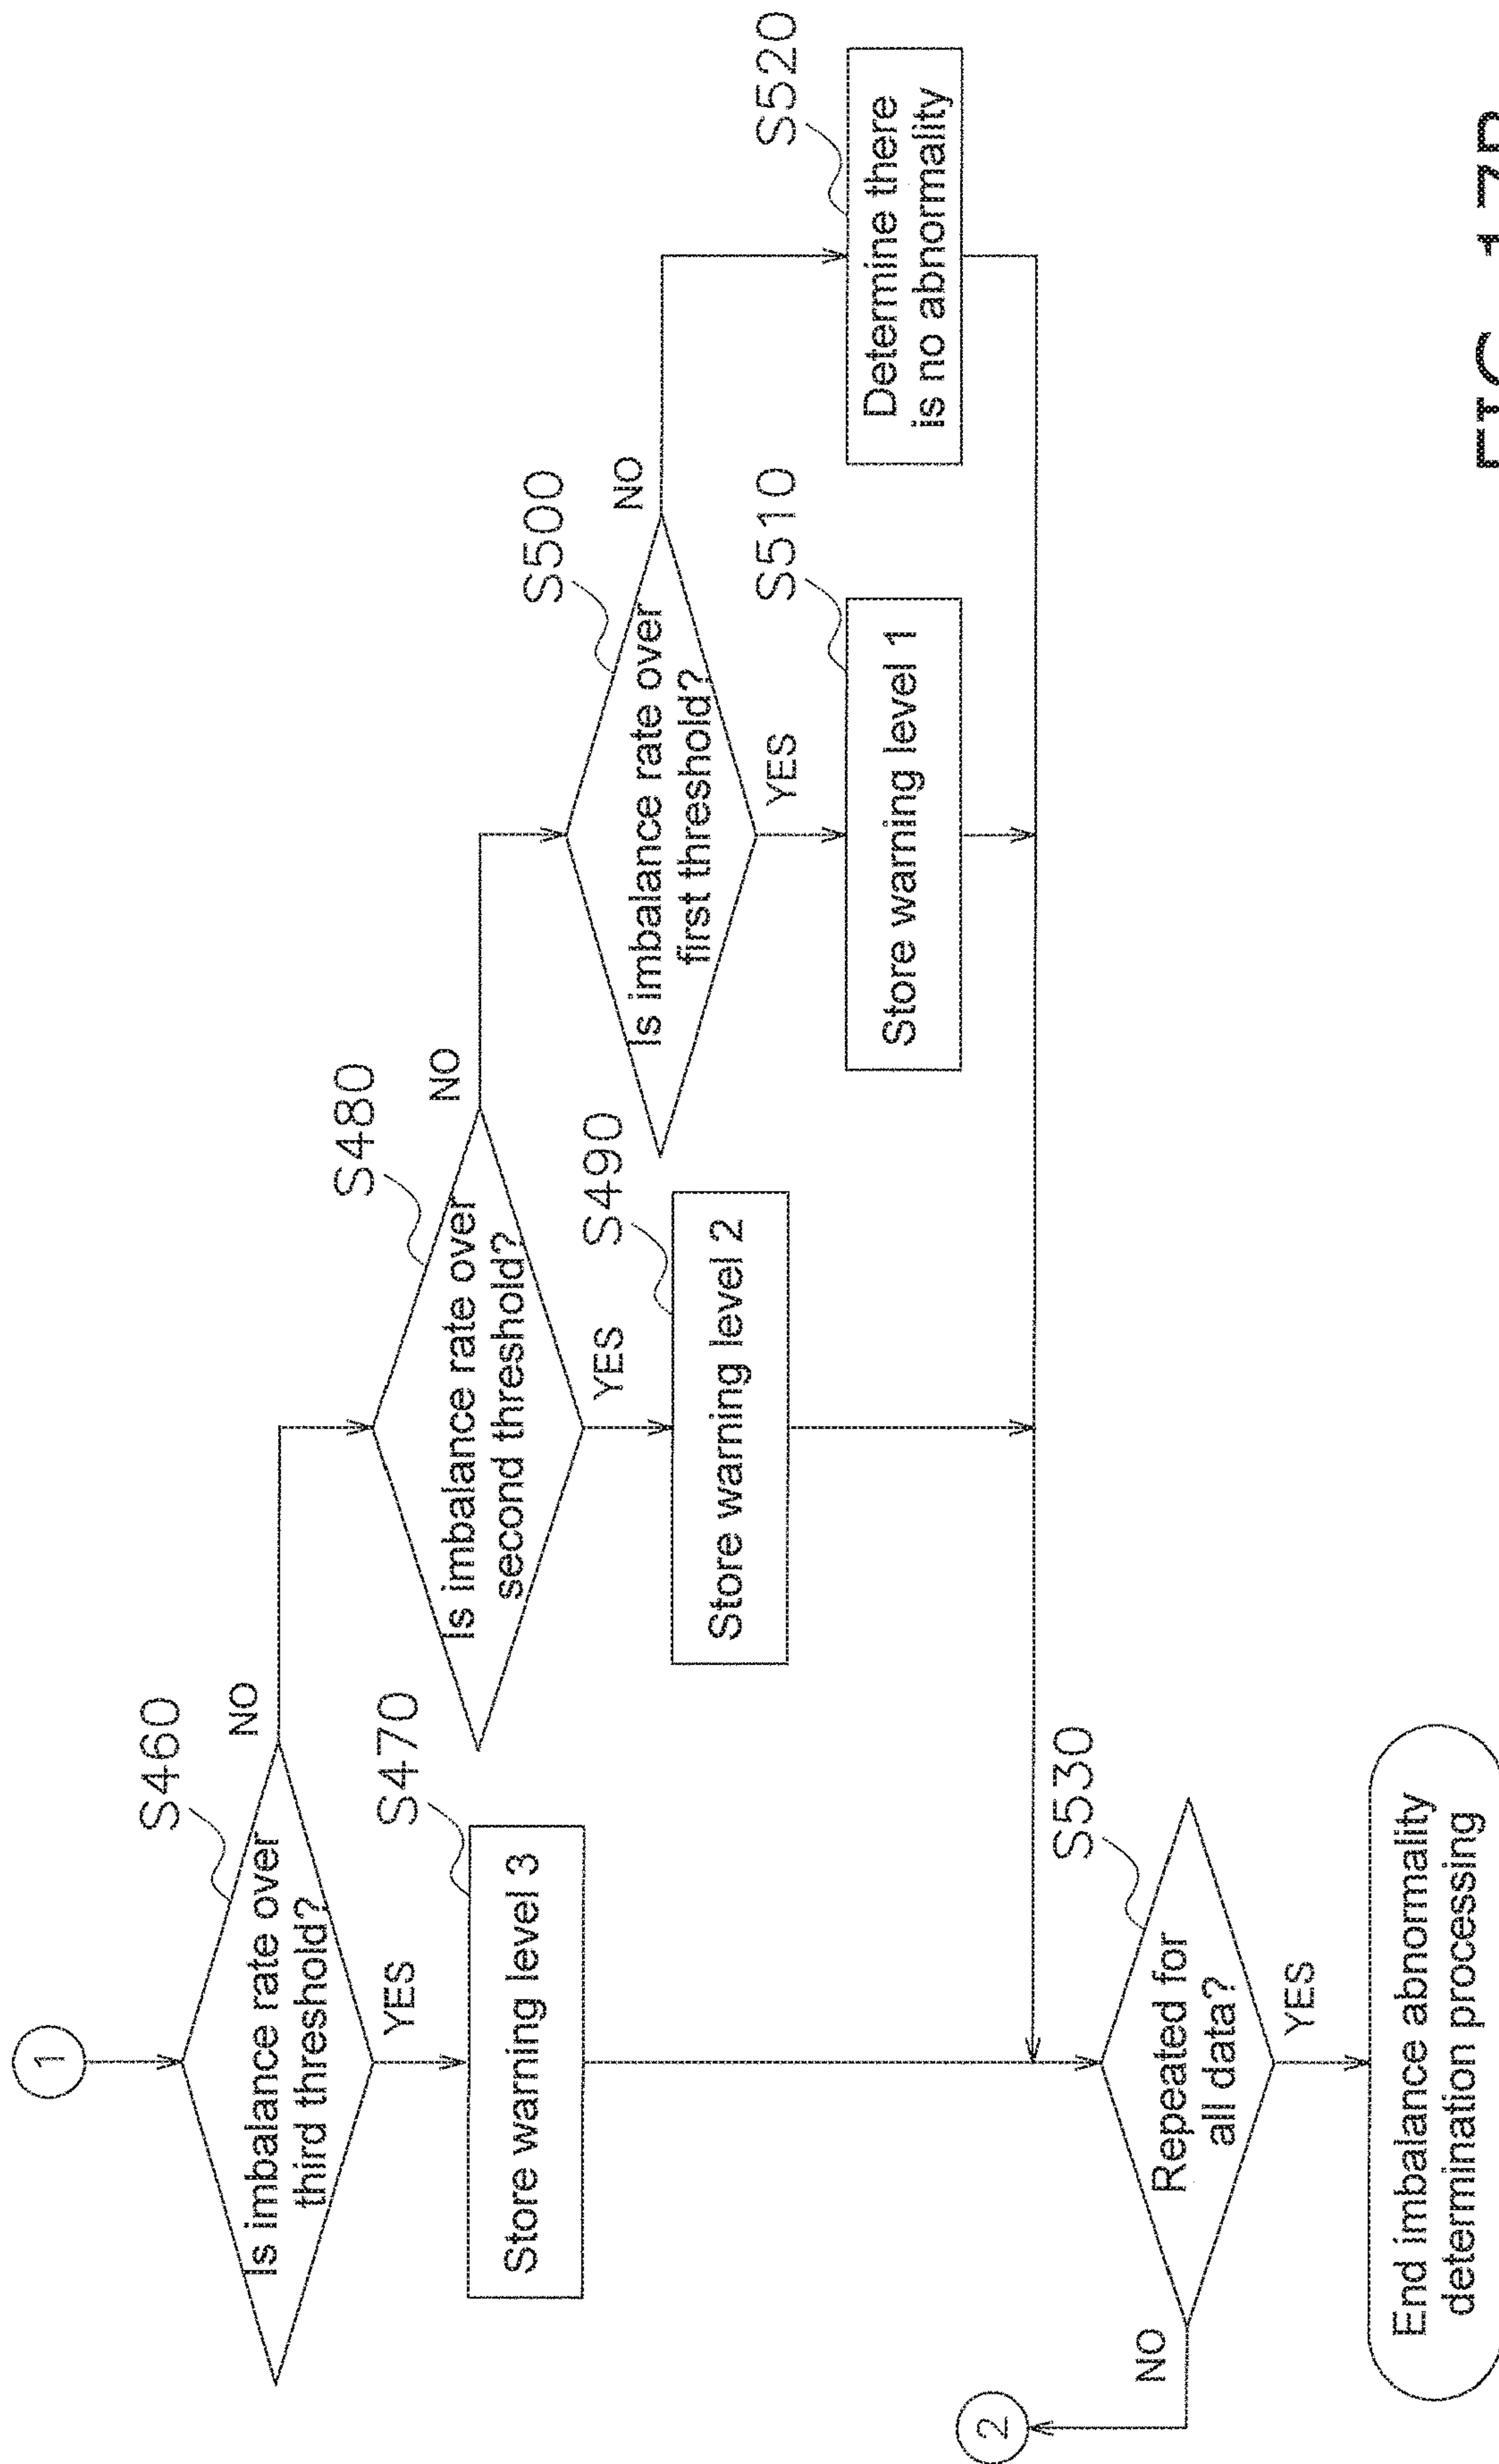 1
S460
Is imbalance rate over
third threshold?
NO
YES
S470
Store warning level 3
S480
Is imbalance rate over
second threshold?
NO
YES
S490
Store warning level 2
S500
Is imbalance rate over
first threshold?
NO
YES
S510
Store warning level 1
S520
Determine there
is no abnormality
S530
Repeated for
all data?
NO
2
YES
End imbalance abnormality
determination processing